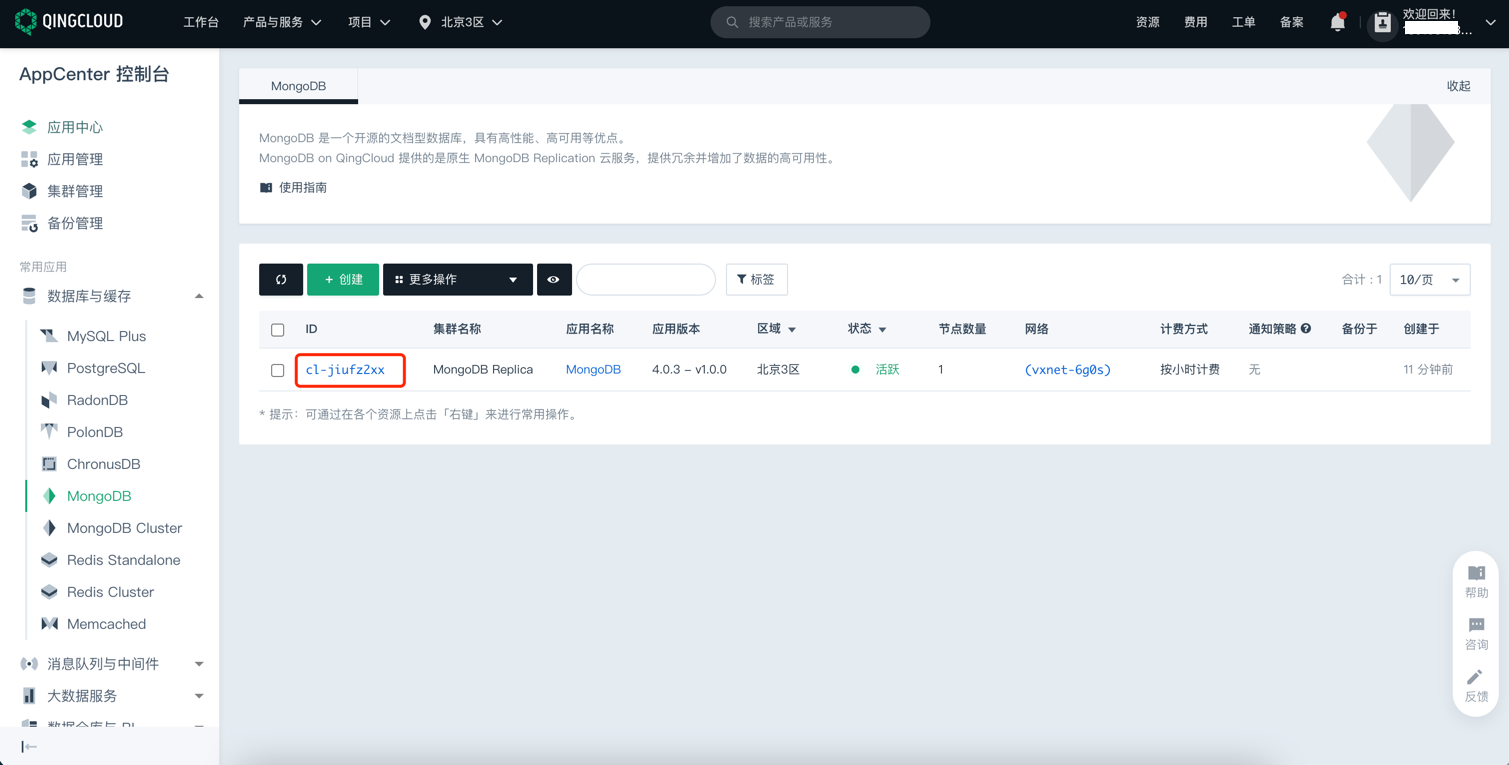 QINGCLOUD
工作台
产品与服务
项目
北京3区
搜索产品或服务
资源
费用
工单
备案
欢迎回来!
AppCenter 控制台
应用中心
应用管理
集群管理
备份管理
常用应用
数据库与缓存
MySQL Plus
PostgreSQL
RadonDB
PolonDB
ChronusDB
MongoDB
MongoDB Cluster
Redis Standalone
Redis Cluster
Memcached
消息队列与中间件
大数据服务
MongoDB
收起
MongoDB 是一个开源的文档型数据库，具有高性能、高可用等优点。
MongoDB on QingCloud 提供的是原生 MongoDB Replication 云服务，提供冗余并增加了数据的高可用性。
使用指南
+ 创建
更多操作
标签
合计：1
10/页
ID 集群名称 应用名称 应用版本 区域 状态 节点数量 网络 计费方式 通知策略 备份于 创建于
cl-jiufz2xx MongoDB Replica MongoDB 4.0.3 – v1.0.0 北京3区 活跃 1 (vxnet-6g0s) 按小时计费 无 11 分钟前
* 提示：可通过在各个资源上点击「右键」来进行常用操作。
帮助
咨询
反馈